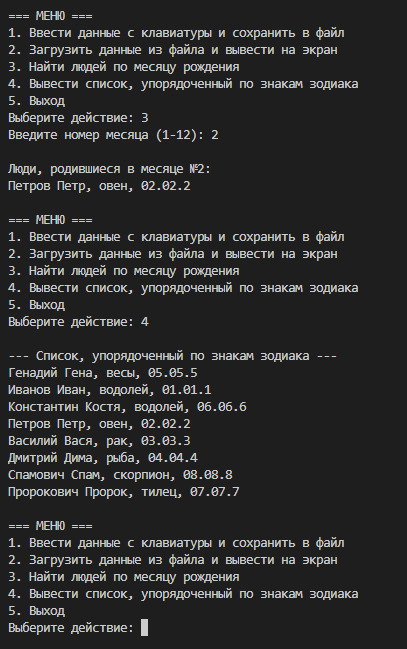 === МЕНЮ ===
1. Ввести данные с клавиатуры и сохранить в файл
2. Загрузить данные из файла и вывести на экран
3. Найти людей по месяцу рождения
4. Вывести список, упорядоченный по знакам зодиака
5. Выход
Выберите действие: 3
Введите номер месяца (1-12): 2

Люди, родившиеся в месяце №2:
Петров Петр, овен, 02.02.2

=== МЕНЮ ===
1. Ввести данные с клавиатуры и сохранить в файл
2. Загрузить данные из файла и вывести на экран
3. Найти людей по месяцу рождения
4. Вывести список, упорядоченный по знакам зодиака
5. Выход
Выберите действие: 4

--- Список, упорядоченный по знакам зодиака ---
Генадий Гена, весы, 05.05.5
Иванов Иван, водолей, 01.01.1
Константин Костя, водолей, 06.06.6
Петров Петр, овен, 02.02.2
Василий Вася, рак, 03.03.3
Дмитрий Дима, рыба, 04.04.4
Спамович Спам, скорпион, 08.08.8
Пророкович Пророк, тилец, 07.07.7

=== МЕНЮ ===
1. Ввести данные с клавиатуры и сохранить в файл
2. Загрузить данные из файла и вывести на экран
3. Найти людей по месяцу рождения
4. Вывести список, упорядоченный по знакам зодиака
5. Выход
Выберите действие: